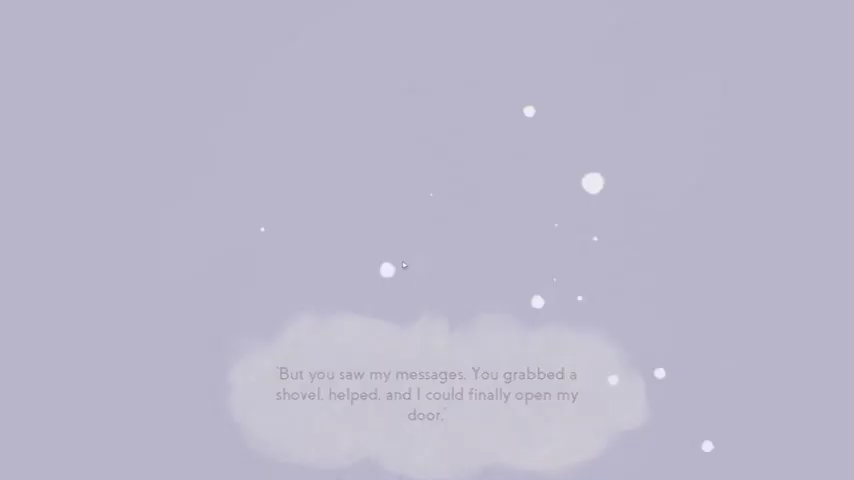 'But you saw my messages. You grabbed a
shovel, helped, and I could finally open my
door.'